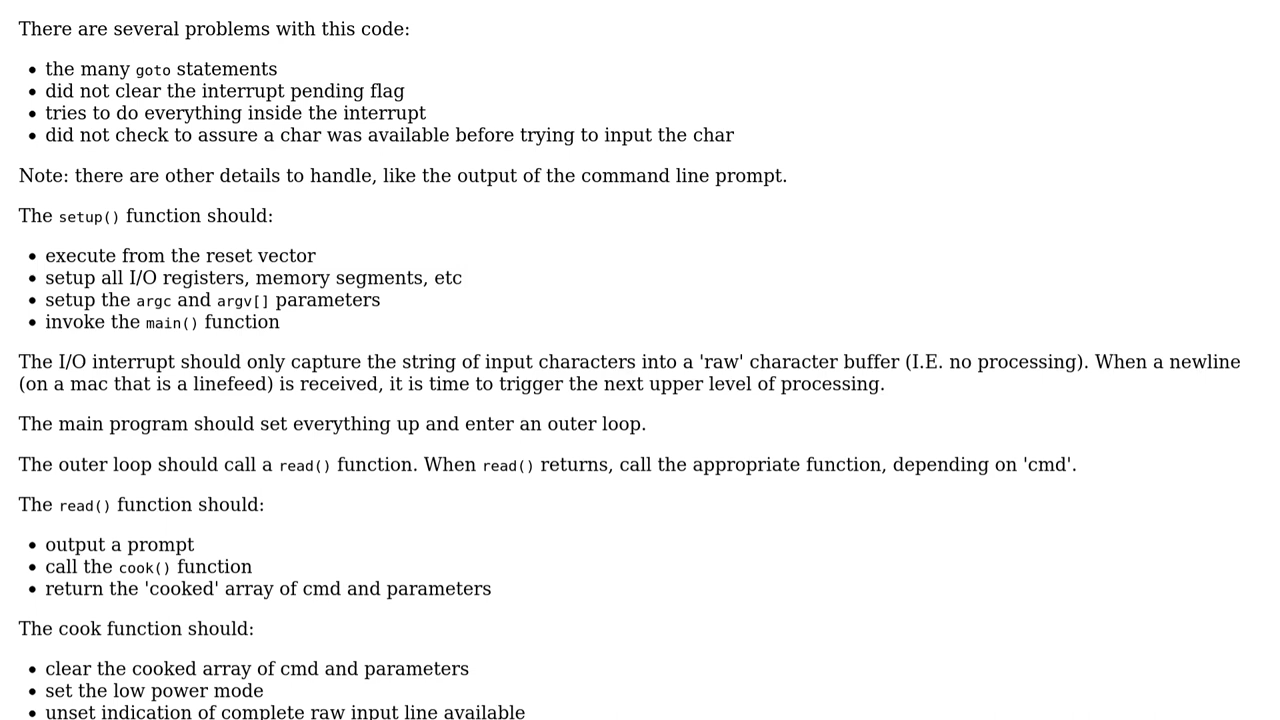 There are several problems with this code:
• the many goto statements
• did not clear the interrupt pending flag
• tries to do everything inside the interrupt
• did not check to assure a char was available before trying to input the char
Note: there are other details to handle, like the output of the command line prompt.
The setup() function should:
• execute from the reset vector
• setup all I/O registers, memory segments, etc
• setup the argc and argv[] parameters
• invoke the main() function
The I/O interrupt should only capture the string of input characters into a 'raw' character buffer (I.E. no processing). When a newline
(on a mac that is a linefeed) is received, it is time to trigger the next upper level of processing.
The main program should set everything up and enter an outer loop.
The outer loop should call a read() function. When read() returns, call the appropriate function, depending on 'cmd'.
The read() function should:
• output a prompt
• call the cook() function
• return the 'cooked' array of cmd and parameters
The cook function should:
• clear the cooked array of cmd and parameters
• set the low power mode
• unset indication of complete raw input line available